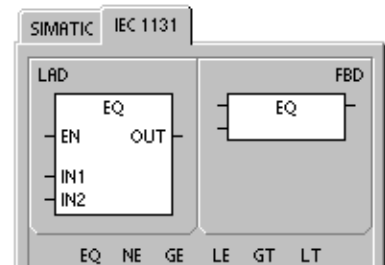 SIMATIC IEC 1131
LAD FBD
EQ EQ
EN OUT
IN1
IN2
EQ NE GE LE GT LT